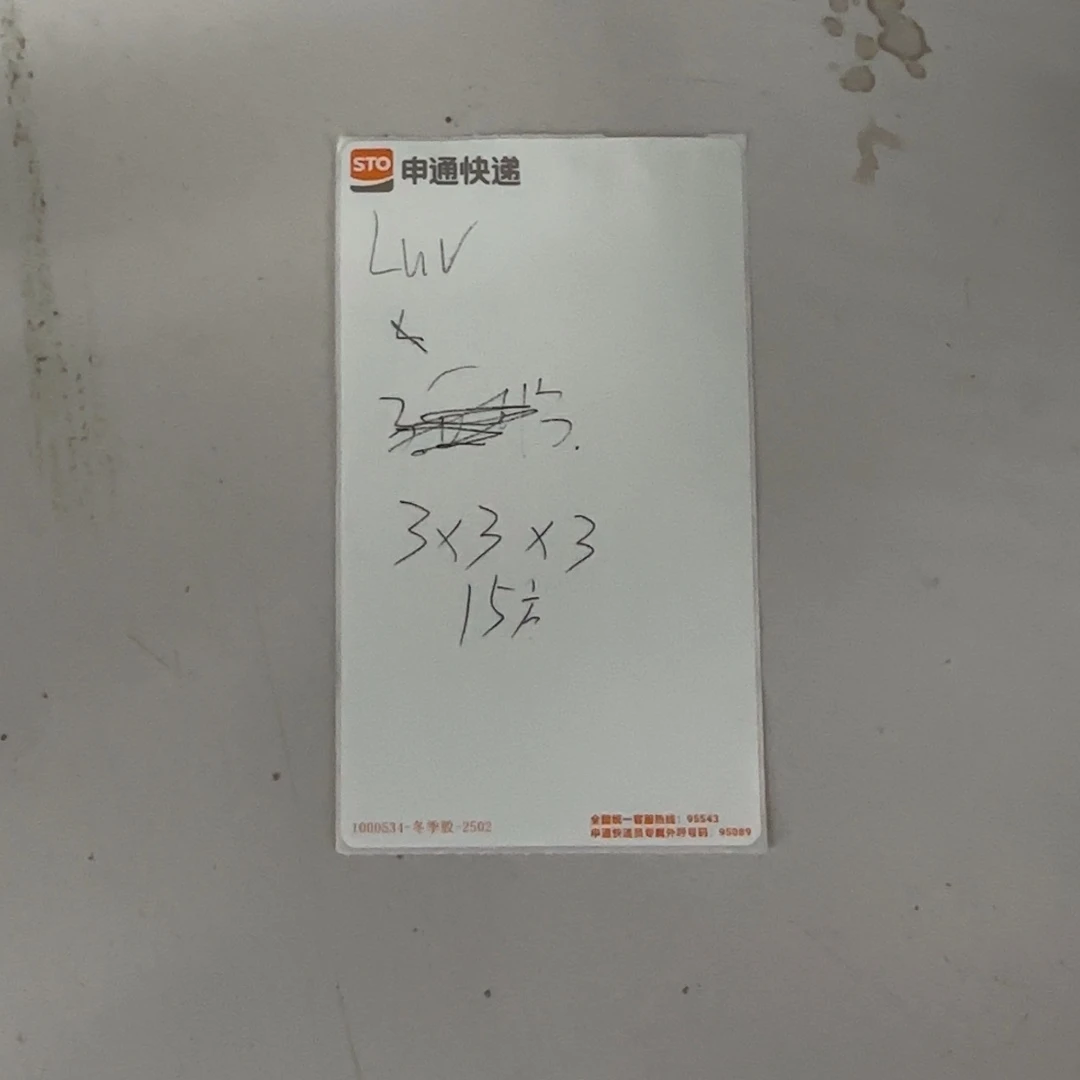 STO 申通快递
LUV
3×3×3
15方
1000534-冬季胶-2502
全国统一客服热线：95543
申通快递员专属外呼号码：95089